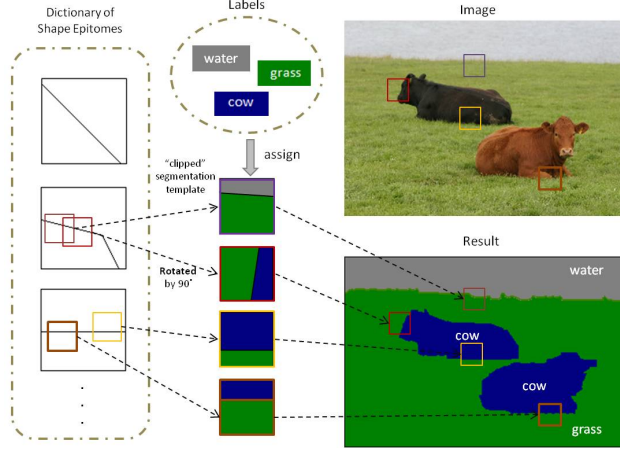 Dictionary of
Shape Epitomes
Labels
water
grass
cow
assign
"clipped"
segmentation
template
Rotated
by 90°
Image
Result
water
cow
cow
grass